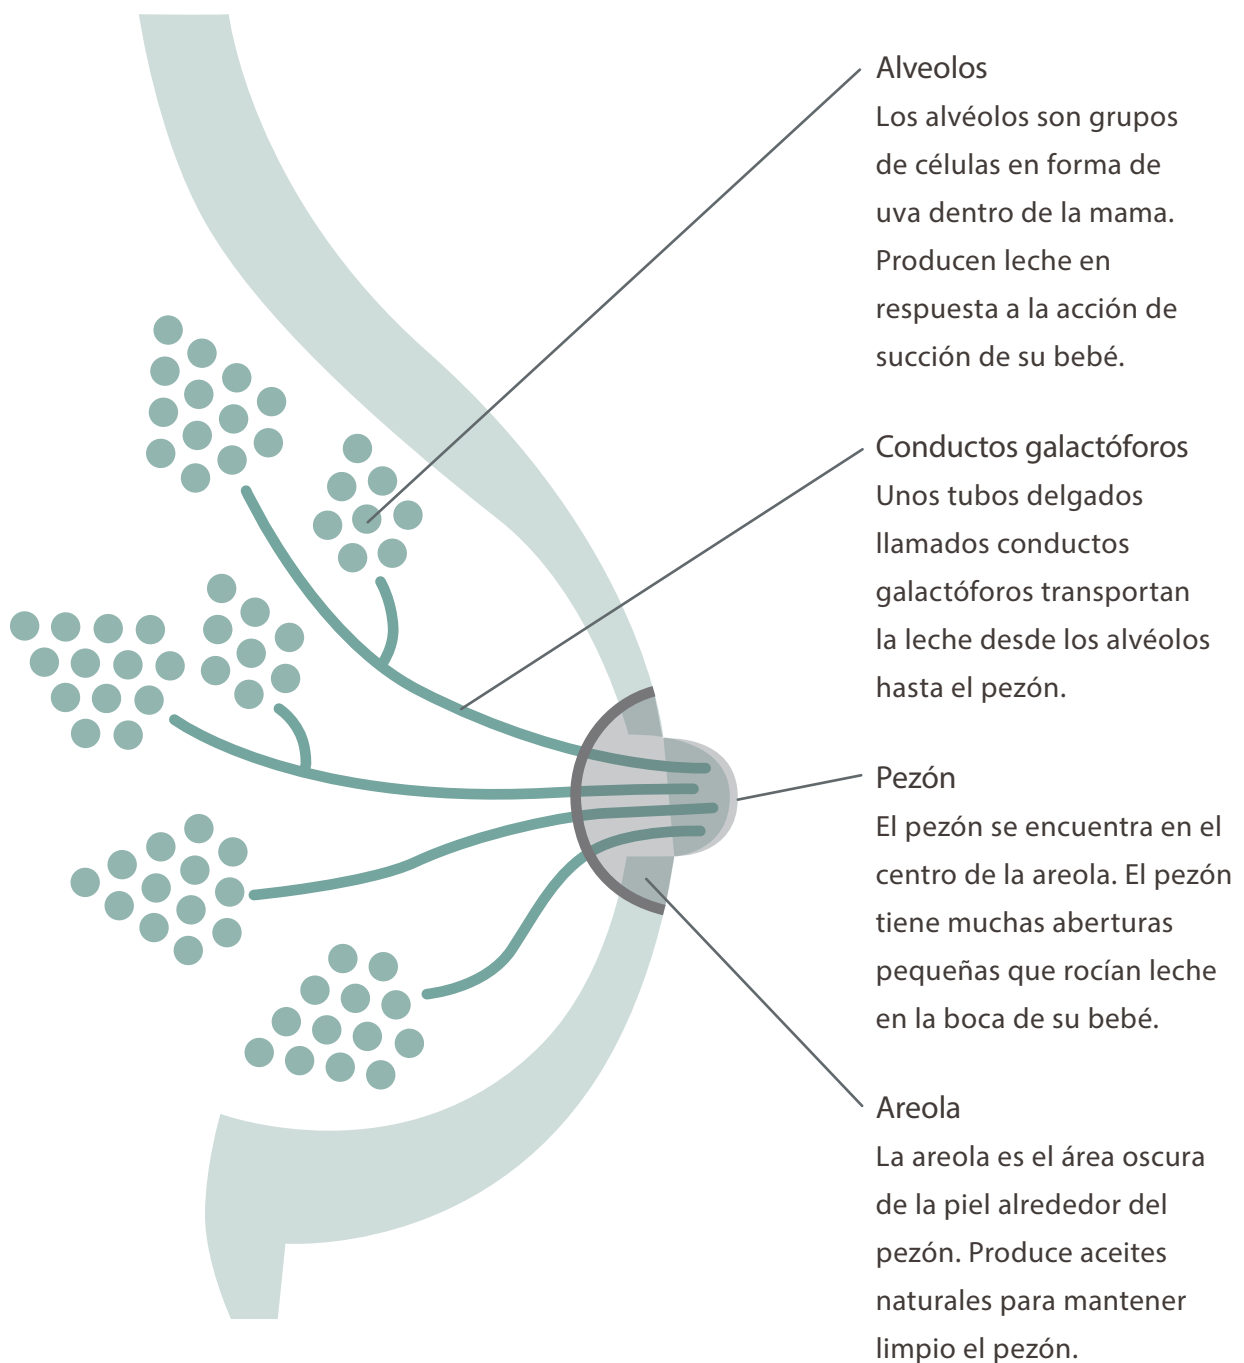 Alveolos
Los alvéolos son grupos
de células en forma de
uva dentro de la mama.
Producen leche en
respuesta a la acción de
succión de su bebé.
Conductos galactóforos
Unos tubos delgados
llamados conductos
galactóforos transportan
la leche desde los alvéolos
hasta el pezón.
Pezón
El pezón se encuentra en el
centro de la areola. El pezón
tiene muchas aberturas
pequeñas que rocían leche
en la boca de su bebé.
Areola
La areola es el área oscura
de la piel alrededor del
pezón. Produce aceites
naturales para mantener
limpio el pezón.